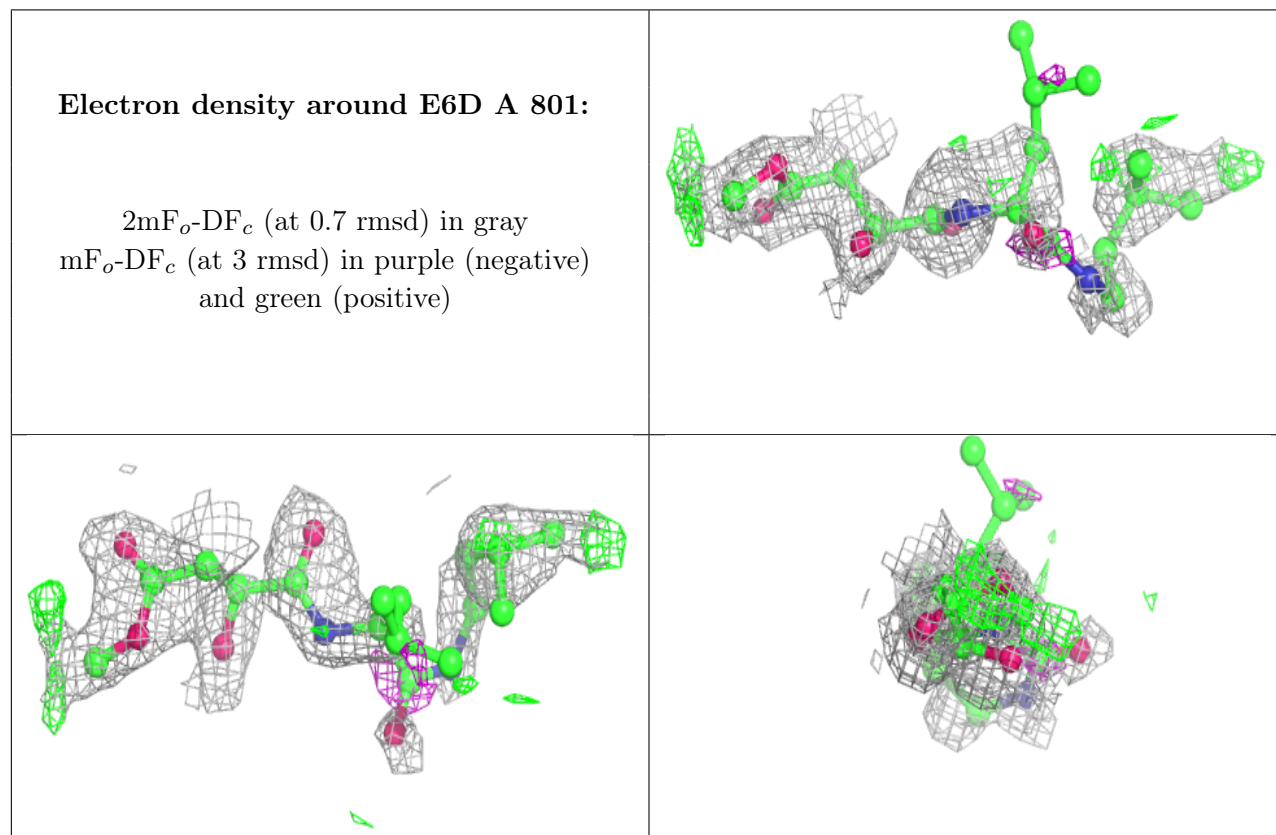 Electron density around E6D A 801:
2mFo-DFc (at 0.7 rmsd) in gray
mFo-DFc (at 3 rmsd) in purple (negative)
and green (positive)